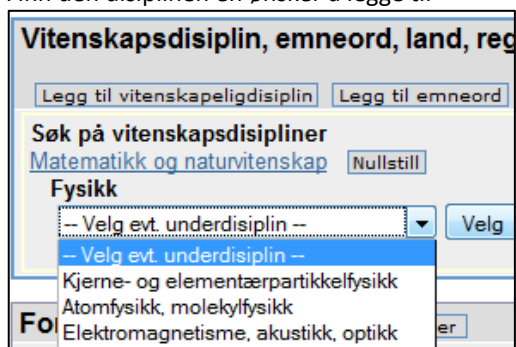 Vitenskapsdisiplin, emneord, land, reg
Legg til vitenskapeligdisiplin Legg til emneord
Søk på vitenskapsdisipliner
Matematikk og naturvitenskap Nullstill
Fysikk
-- Velg evt. underdisiplin -- Velg
-- Velg evt. underdisiplin --
Kjerne- og elementærpartikkelfysikk
Atomfysikk, molekylfysikk
Elektromagnetisme, akustikk, optikk